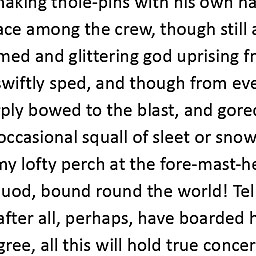 making thole-pins with his own ha
ace among the crew, though still a
med and glittering god uprising fr
swiftly sped, and though from eve
ply bowed to the blast, and gored
occasional squall of sleet or snow
my lofty perch at the fore-mast-he
uod, bound round the world! Tel
after all, perhaps, have boarded h
gree, all this will hold true concer